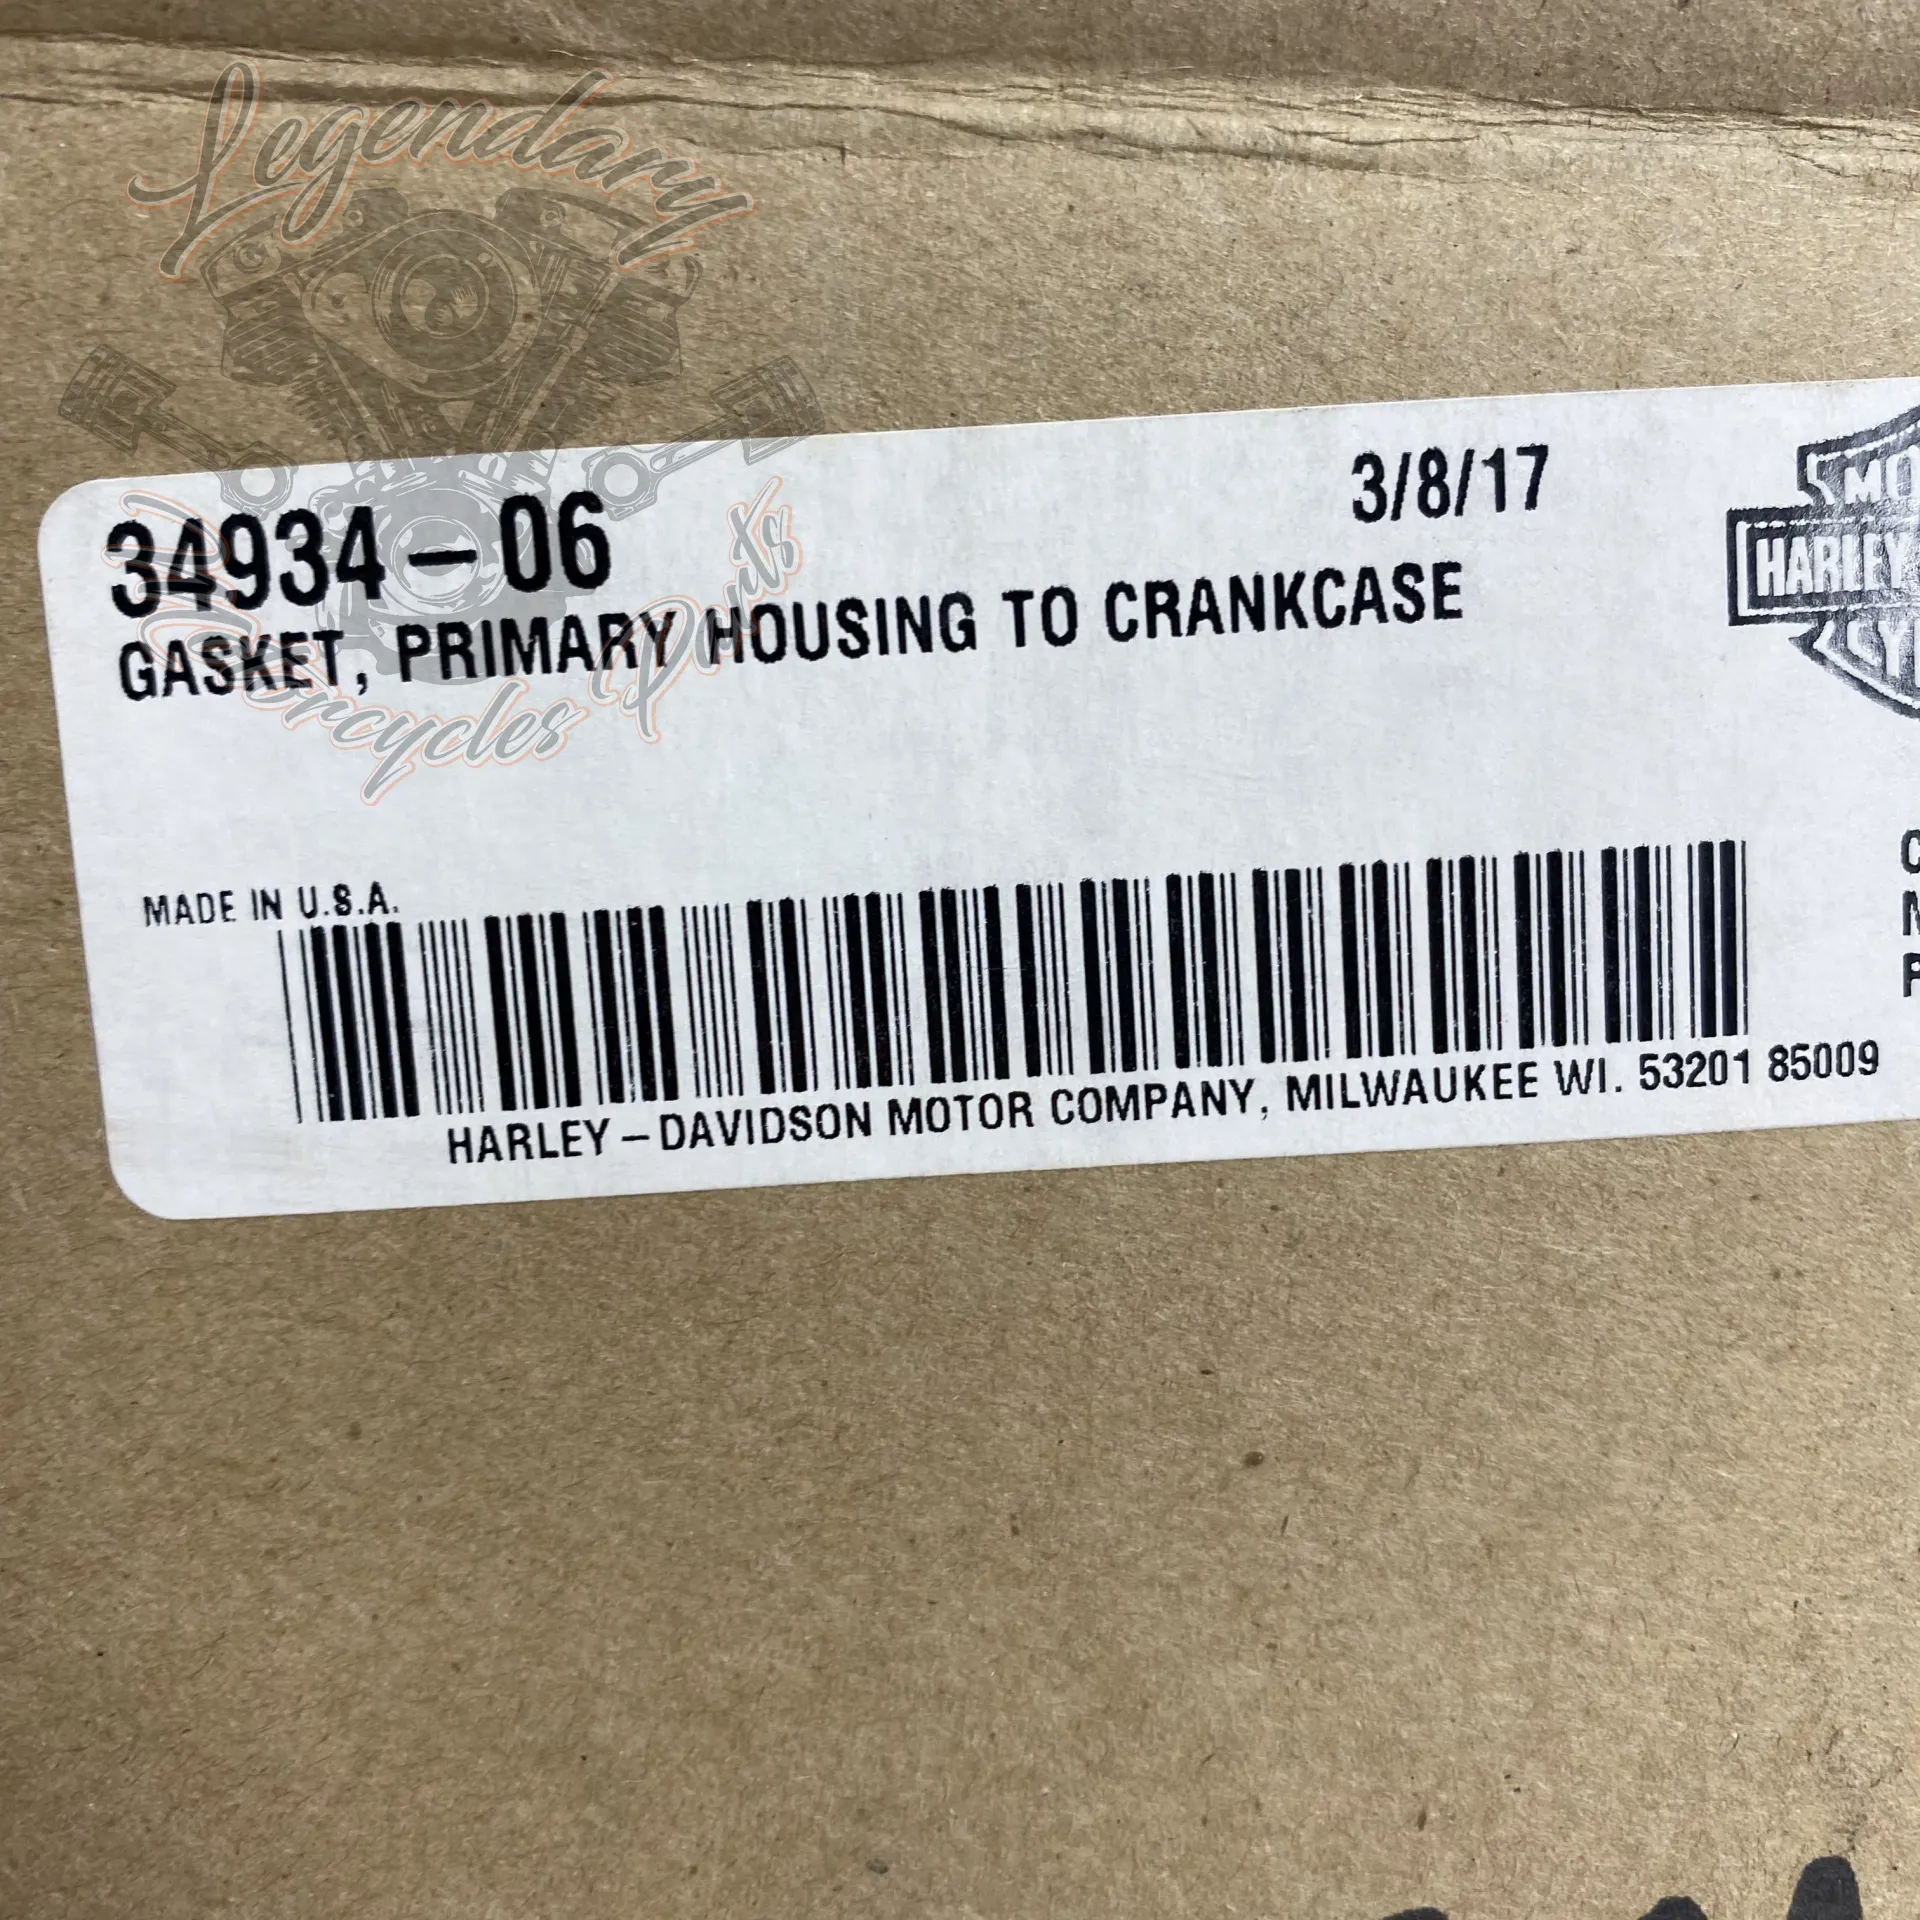 Legendary
Motorcycles Parts
34934-06
3/8/17
GASKET, PRIMARY HOUSING TO CRANKCASE
HARLEY
MADE IN U.S.A.
HARLEY-DAVIDSON MOTOR COMPANY, MILWAUKEE WI. 53201 85009